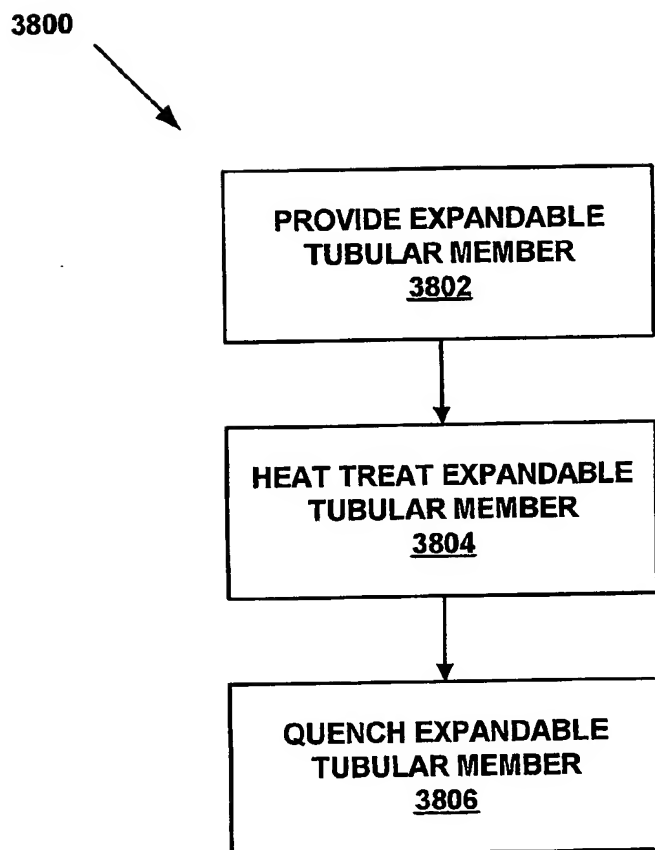 3800
PROVIDE EXPANDABLE
TUBULAR MEMBER
3802
HEAT TREAT EXPANDABLE
TUBULAR MEMBER
3804
QUENCH EXPANDABLE
TUBULAR MEMBER
3806